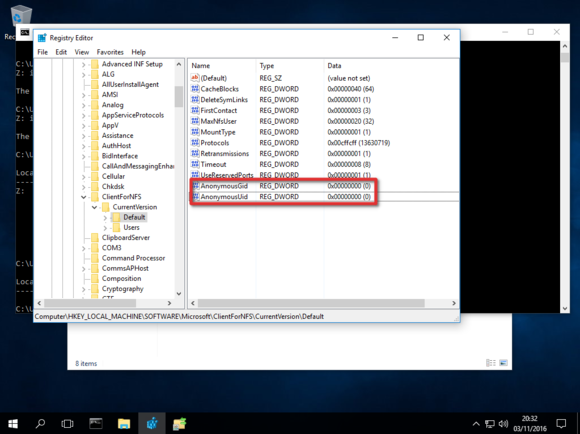 Rec
Registry Editor
File Edit View Favorites Help
Advanced INF Setup
ALG
AllUserInstallAgent
AMSI
Analog
AppServiceProtocols
AppV
Assistance
AuthHost
BidInterface
CallAndMessagingEnhan
Cellular
Chkdsk
ClientForNFS
CurrentVersion
Default
Users
ClipboardServer
COM3
Command Processor
CommsAPHost
Composition
Cryptography
Name Type Data
(Default) REG_SZ (value not set)
CacheBlocks REG_DWORD 0x00000040 (64)
DeleteSymLinks REG_DWORD 0x00000001 (1)
FirstContact REG_DWORD 0x00000003 (3)
MaxNfsUser REG_DWORD 0x00000020 (32)
MountType REG_DWORD 0x00000001 (1)
Protocols REG_DWORD 0x00cffcff (13630719)
Retransmissions REG_DWORD 0x00000001 (1)
Timeout REG_DWORD 0x00000008 (8)
UseReservedPorts REG_DWORD 0x00000001 (1)
AnonymousGid REG_DWORD 0x00000000 (0)
AnonymousUid REG_DWORD 0x00000000 (0)
Computer\HKEY_LOCAL_MACHINE\SOFTWARE\Microsoft\ClientForNFS\CurrentVersion\Default
C:\U
Z: i
The
C:\U
Z: i
The
C:\U
Loca
----
Z:
C:\U
Loca
----
C:\U
8 items
20:32
03/11/2016